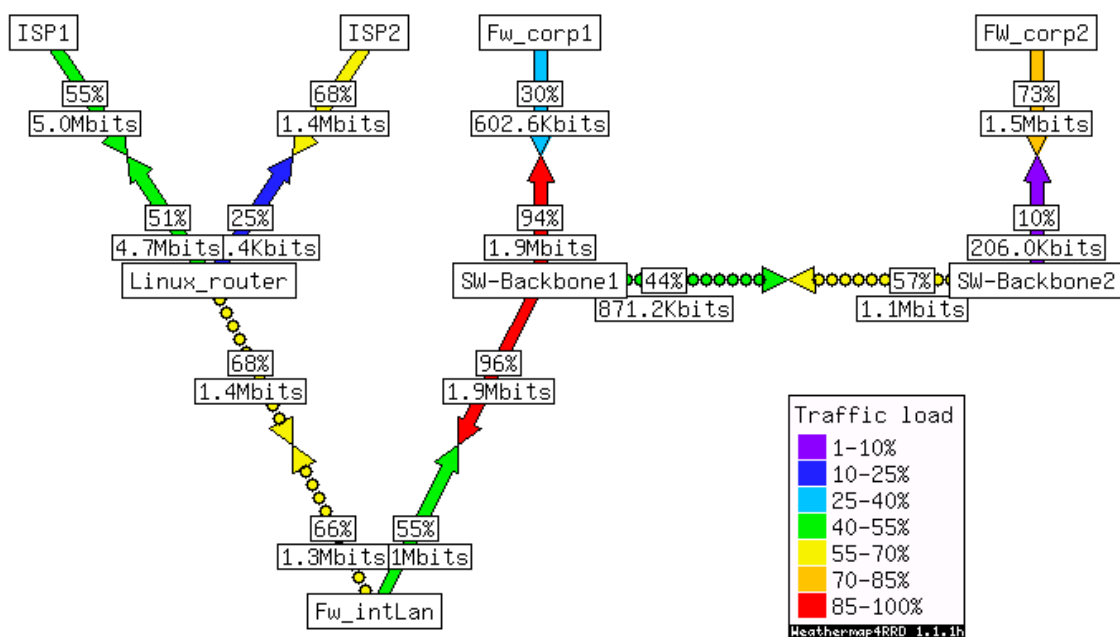 ISP1
ISP2
Fw_corp1
FW_corp2
55%
68%
30%
73%
5.0Mbits
1.4Mbits
602.6Kbits
1.5Mbits
51%
25%
94%
10%
4.7Mbits
.4Kbits
1.9Mbits
206.0Kbits
Linux_router
SW-Backbone1
44%
57%
SW-Backbone2
871.2Kbits
1.1Mbits
68%
96%
1.4Mbits
1.9Mbits
Traffic load
1-10%
10-25%
25-40%
40-55%
55-70%
70-85%
85-100%
66%
55%
1.3Mbits
1Mbits
Fw_intLan
Weathermap4RRD 1.1.1h